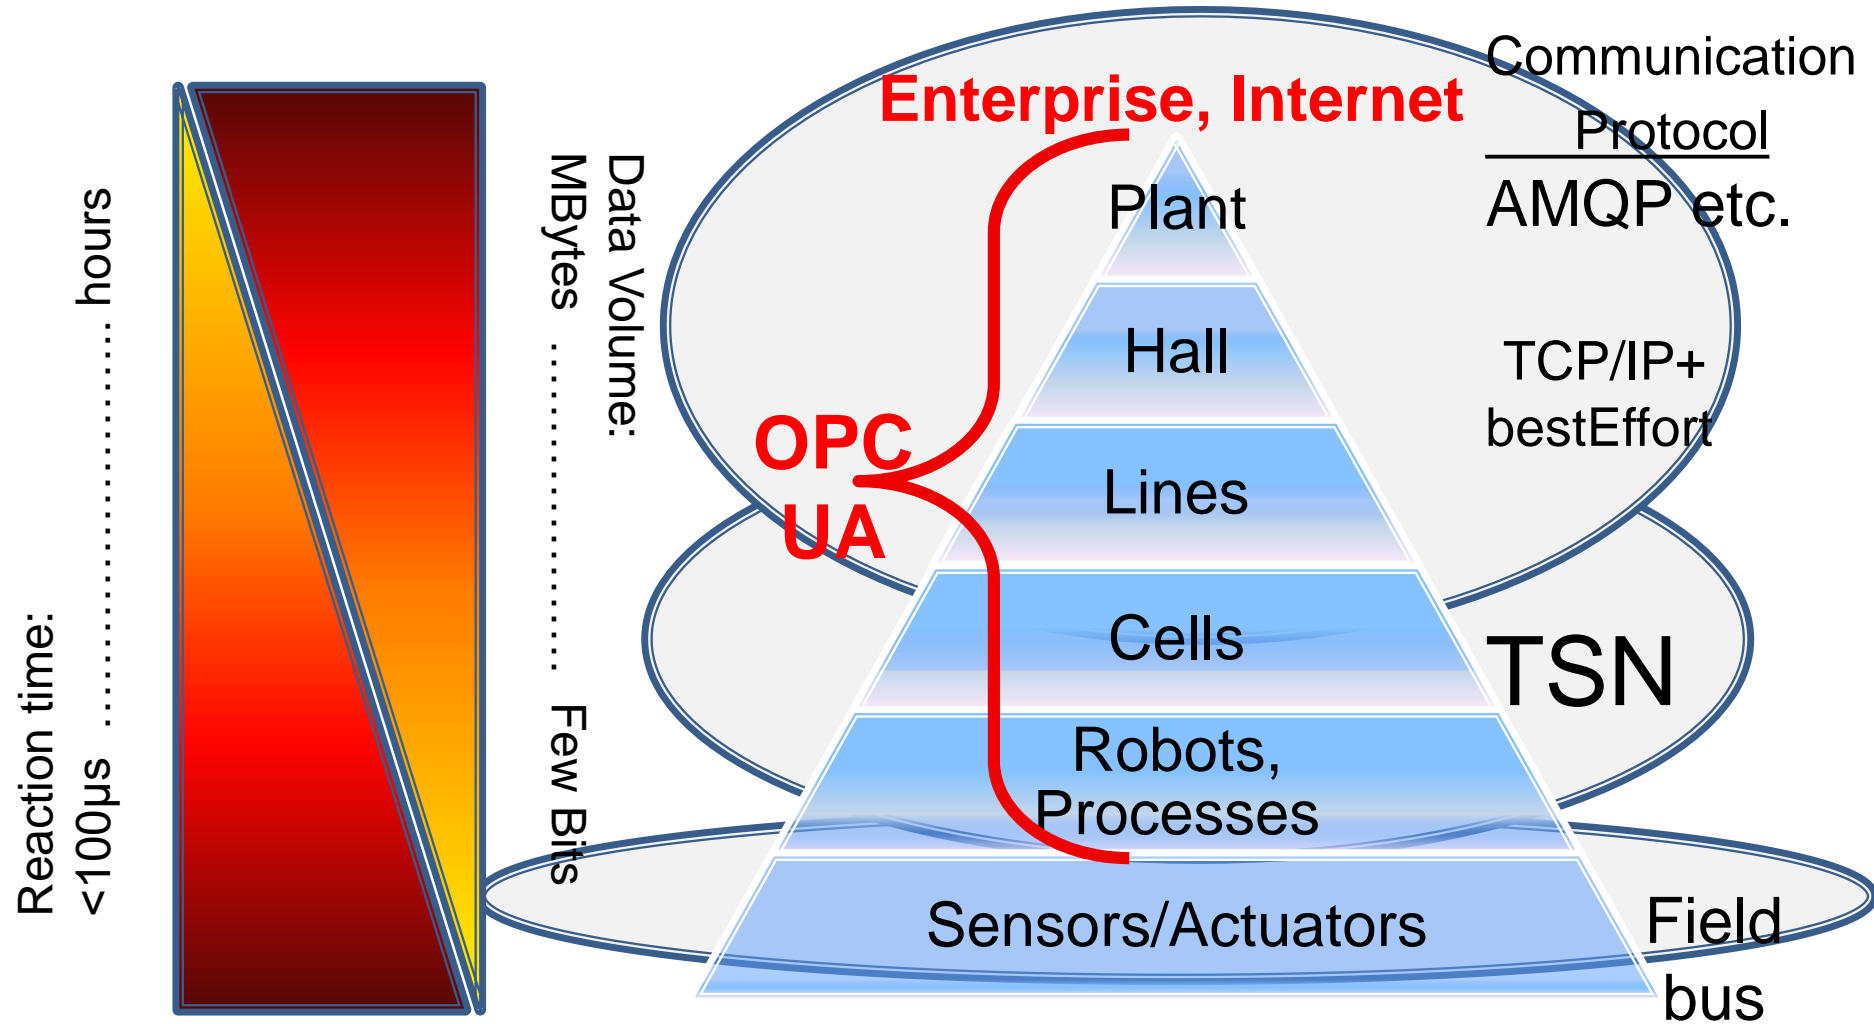 Reaction time:
<100µs ........................... hours
Data Volume:
MBytes ........................... Few Bits
Enterprise, Internet
OPC
UA
Plant
Hall
Lines
Cells
Robots,
Processes
Sensors/Actuators
Communication
Protocol
AMQP etc.
TCP/IP+
bestEffort
TSN
Field
bus